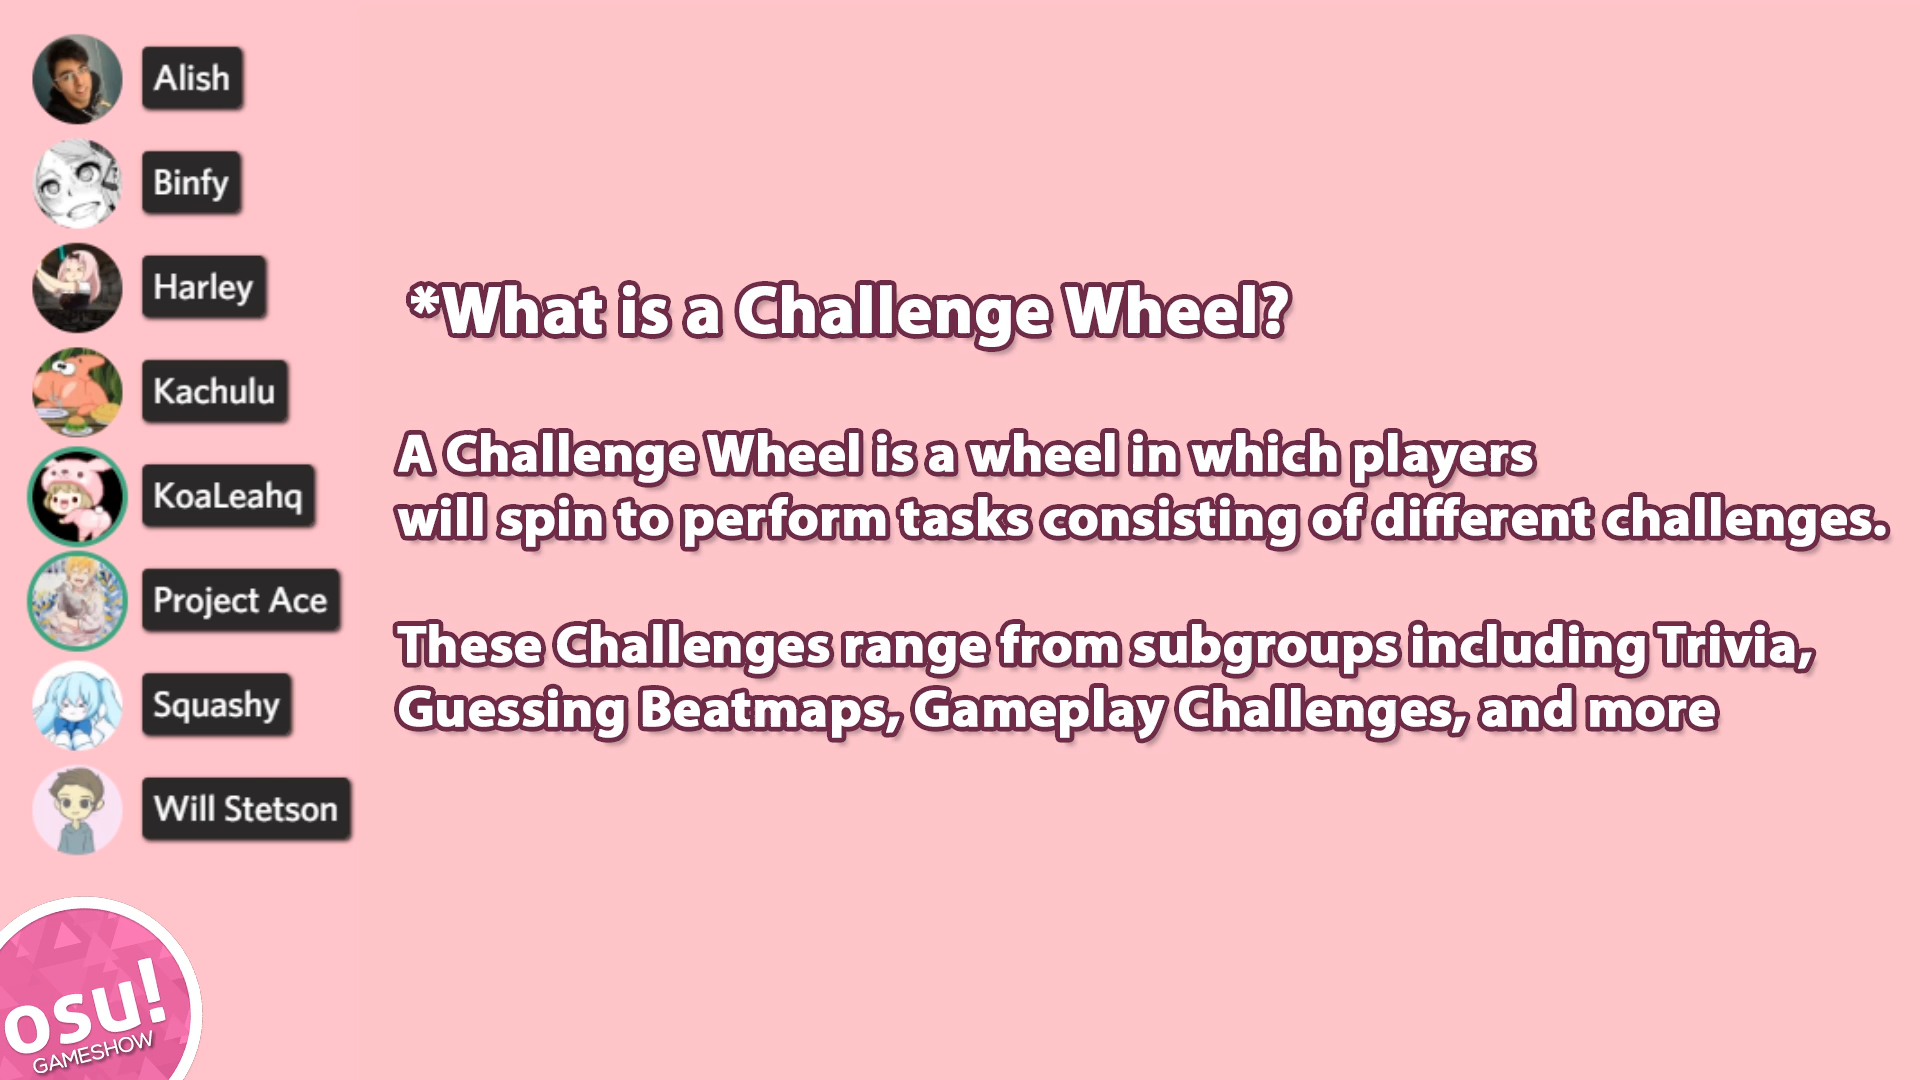 Alish
Binfy
Harley
Kachulu
KoaLeahq
Project Ace
Squashy
Will Stetson
*What is a Challenge Wheel?
A Challenge Wheel is a wheel in which players
will spin to perform tasks consisting of different challenges.
These Challenges range from subgroups including Trivia,
Guessing Beatmaps, Gameplay Challenges, and more
osu!
GAMESHOW